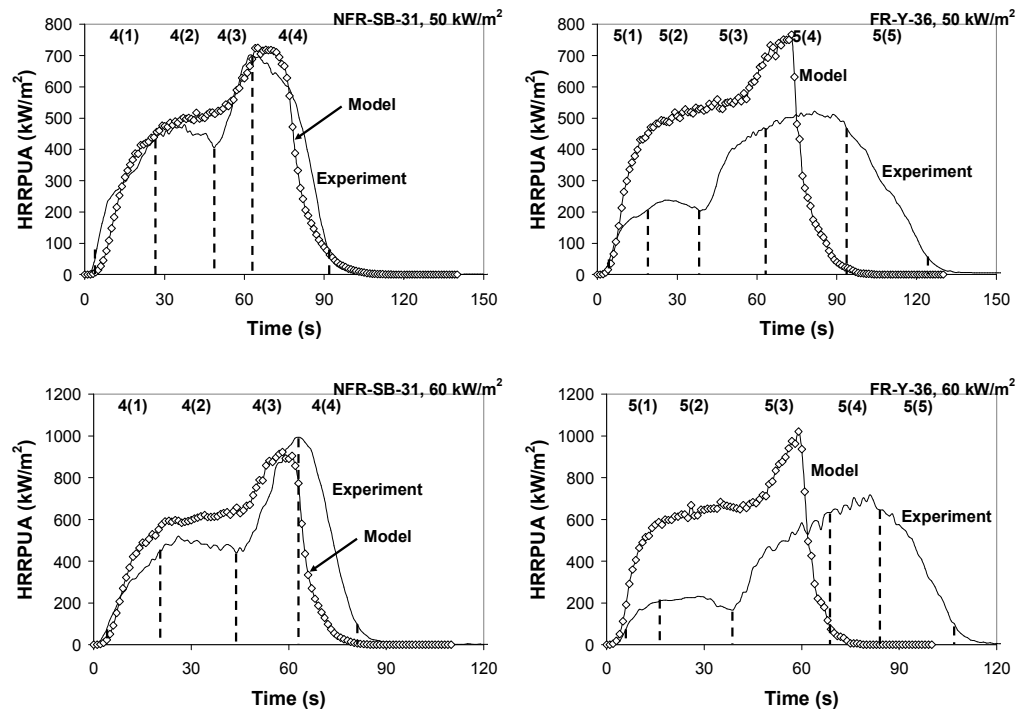 NFR-SB-31, 50 kW/m²
4(1) 4(2) 4(3) 4(4)
800
700
600
500
400
300
200
100
0
HRRPUA (kW/m²)
Model
Experiment
0 30 60 90 120 150
Time (s)
FR-Y-36, 50 kW/m²
5(1) 5(2) 5(3) 5(4) 5(5)
800
700
600
500
400
300
200
100
0
HRRPUA (kW/m²)
Model
Experiment
0 30 60 90 120 150
Time (s)
NFR-SB-31, 60 kW/m²
4(1) 4(2) 4(3) 4(4)
1200
1000
800
600
400
200
0
HRRPUA (kW/m²)
Experiment
Model
0 30 60 90 120
Time (s)
FR-Y-36, 60 kW/m²
5(1) 5(2) 5(3) 5(4) 5(5)
1200
1000
800
600
400
200
0
HRRPUA (kW/m²)
Model
Experiment
0 30 60 90 120
Time (s)